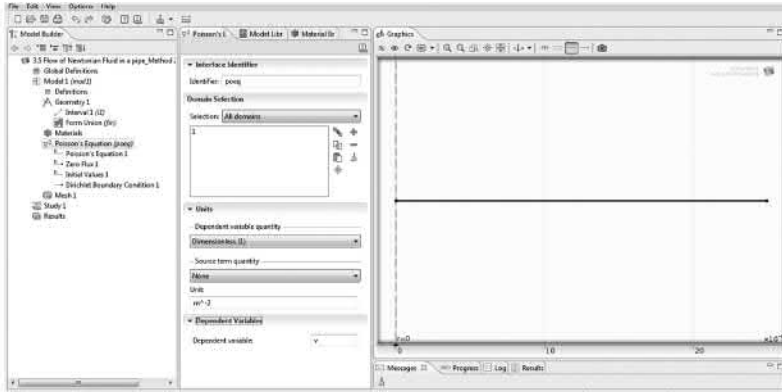 File Edit View Options Help
Model Builder
3.5 Flow of Newtonian Fluid in a pipe_Method
Global Definitions
Model 1 (mod1)
Definitions
Geometry 1
Interval 1 (i1)
Form Union (fin)
Materials
Poisson's Equation (poeq)
Poisson's Equation 1
Zero Flux 1
Initial Values 1
Dirichlet Boundary Condition 1
Mesh 1
Study 1
Results
Poisson's E
Model Libr
Material Br
Interface Identifier
Identifier: poeq
Domain Selection
Selection: All domains
1
Units
Dependent variable quantity
Dimensionless (1)
Source term quantity
None
Unit:
m^-2
Dependent Variables
Dependent variable: v
Graphics
r=0
0 10 20
Messages Progress Log Results